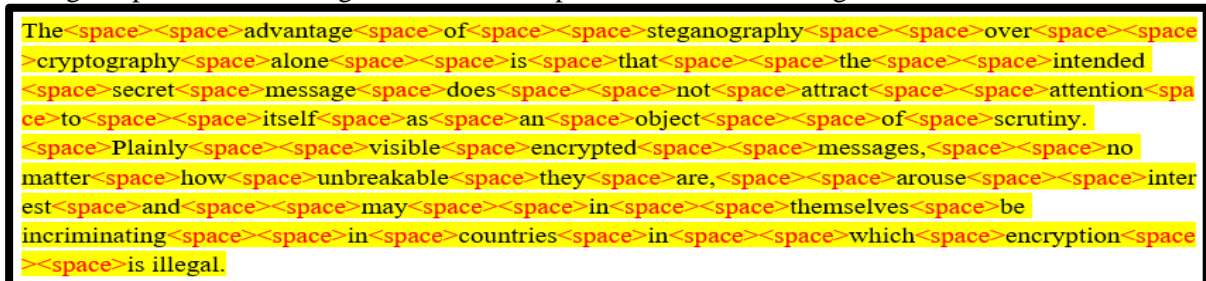 The<space><space>advantage<space>of<space><space>steganography<space><space>over<space><space
>cryptography<space>alone<space><space>is<space>that<space><space>the<space><space>intended
<space>secret<space>message<space>does<space><space>not<space>attract<space><space>attention<spa
ce>to<space><space>itself<space>as<space>an<space>object<space><space>of<space>scrutiny.
<space>Plainly<space><space>visible<space>encrypted<space><space>messages,<space><space>no
matter<space>how<space>unbreakable<space>they<space>are,<space><space>arouse<space><space>inter
est<space>and<space><space>may<space><space>in<space><space>themselves<space>be
incriminating<space><space>in<space>countries<space>in<space><space>which<space>encryption<space
><space>is illegal.